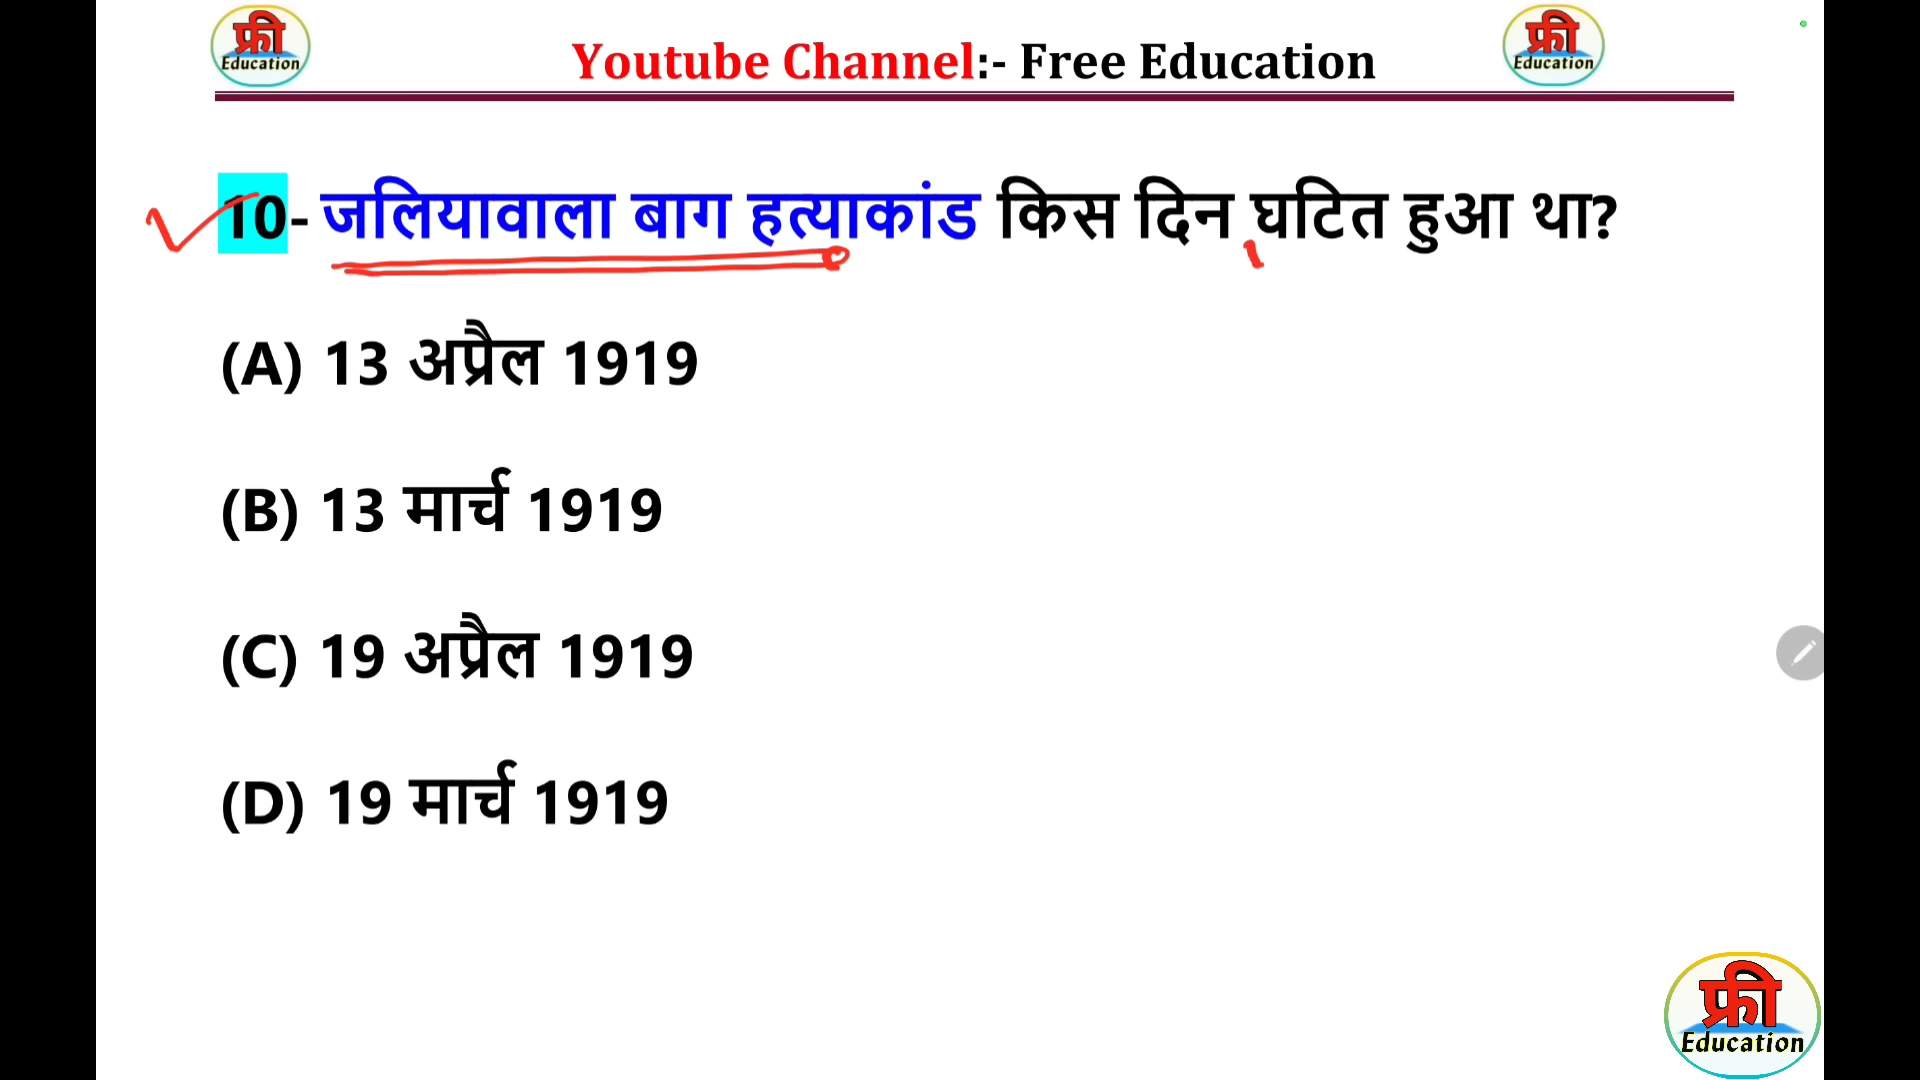 फ्री
Education
Youtube Channel:- Free Education
फ्री
Education
10- जलियावाला बाग हत्याकांड किस दिन घटित हुआ था?
(A) 13 अप्रैल 1919
(B) 13 मार्च 1919
(C) 19 अप्रैल 1919
(D) 19 मार्च 1919
फ्री
Education